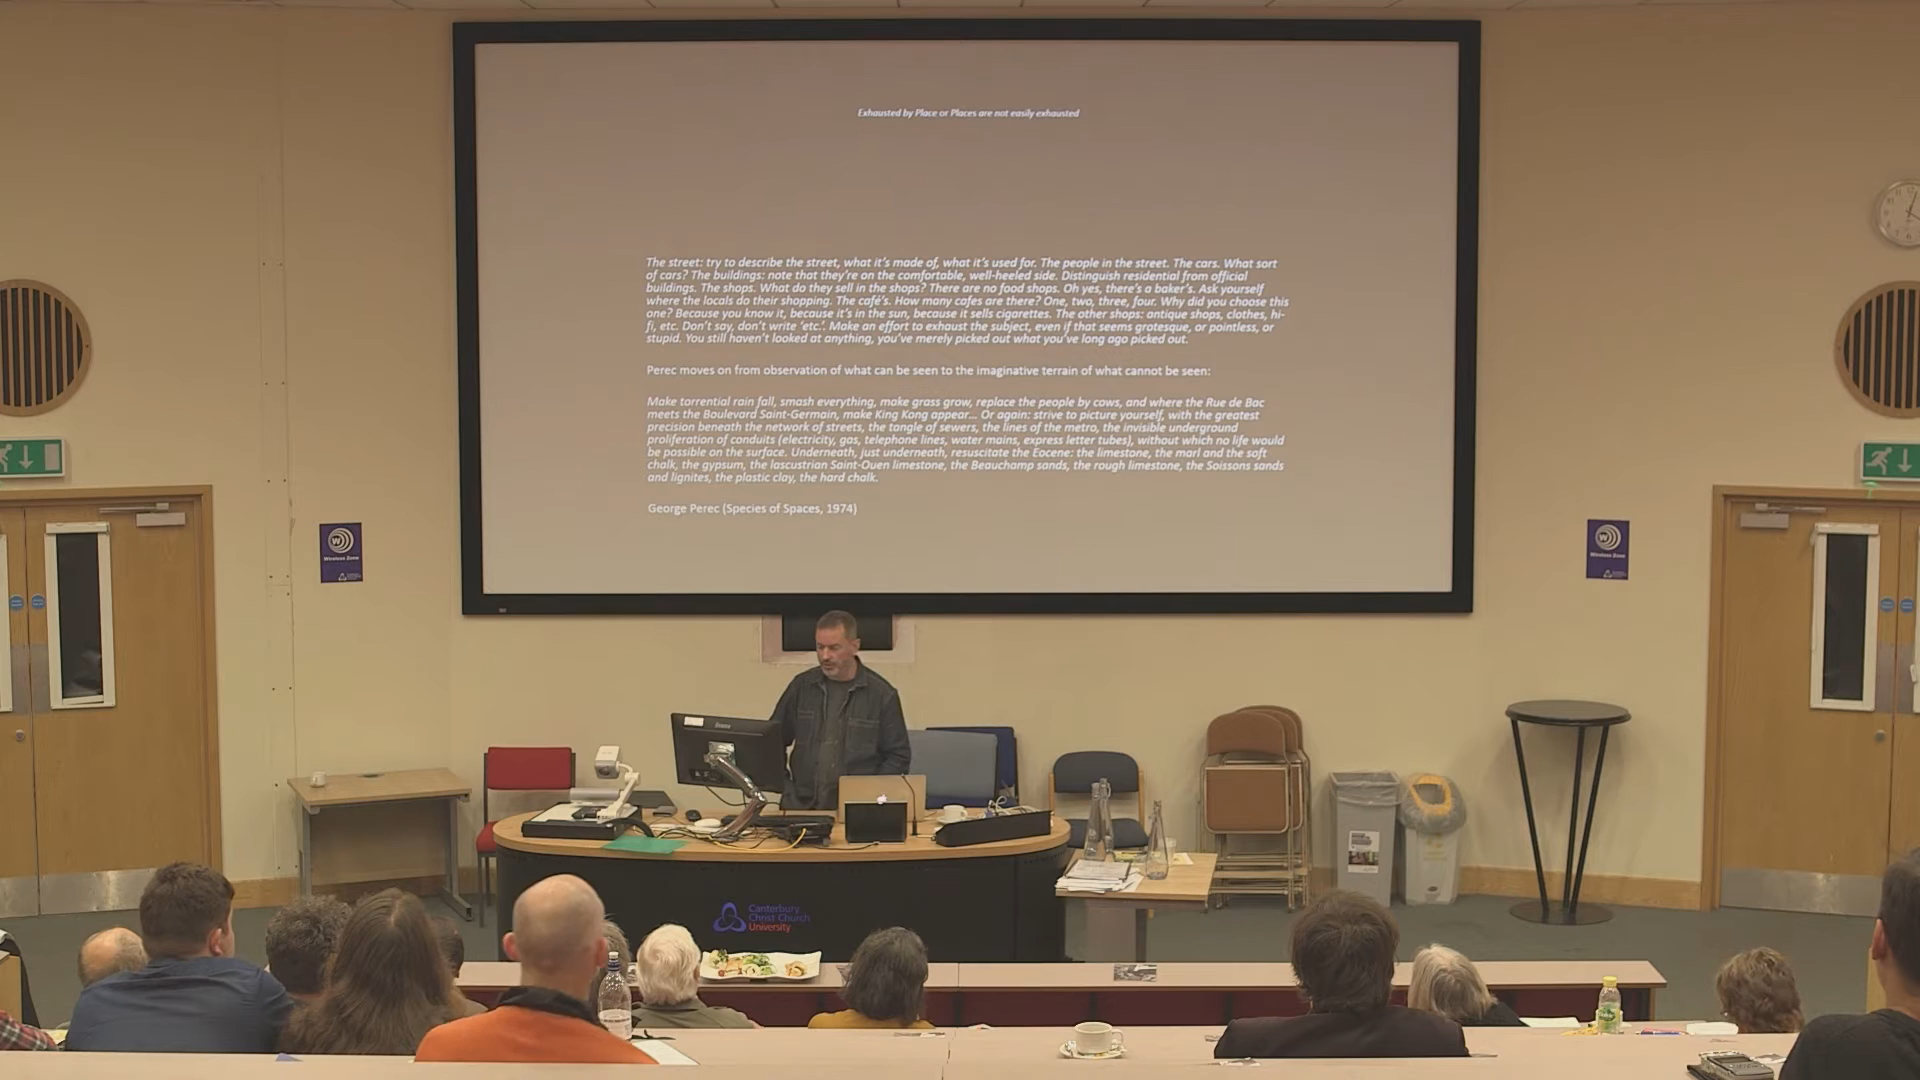 Exhausted by Place or Places are not easily exhausted
The street: try to describe the street, what it's made of, what it's used for. The people in the street. The cars. What sort
of cars? The buildings: note that they're on the comfortable, well-heeled side. Distinguish residential from official
buildings. The shops. What do they sell in the shops? There are no food shops. Oh yes, there's a baker's. Ask yourself
where the locals do their shopping. The café's. How many cafes are there? One, two, three, four. Why did you choose this
one? Because you know it, because it's in the sun, because it sells cigarettes. The other shops: antique shops, clothes, hi-
fi, etc. Don't say, don't write 'etc.'. Make an effort to exhaust the subject, even if that seems grotesque, or pointless, or
stupid. You still haven't looked at anything, you've merely picked out what you've long ago picked out.
Perec moves on from observation of what can be seen to the imaginative terrain of what cannot be seen:
Make torrential rain fall, smash everything, make grass grow, replace the people by cows, and where the Rue de Bac
meets the Boulevard Saint-Germain, make King Kong appear... Or again: strive to picture yourself, with the greatest
precision beneath the network of streets, the tangle of sewers, the lines of the metro, the invisible underground
proliferation of conduits (electricity, gas, telephone lines, water mains, express letter tubes), without which no life would
be possible on the surface. Underneath, just underneath, resuscitate the Eocene: the limestone, the marl and the soft
chalk, the gypsum, the lascustrian Saint-Ouen limestone, the Beauchamp sands, the rough limestone, the Soissons sands
and lignites, the plastic clay, the hard chalk.
George Perec (Species of Spaces, 1974)
W
Wireless Zone
W
Wireless Zone
Canterbury
Christ Church
University